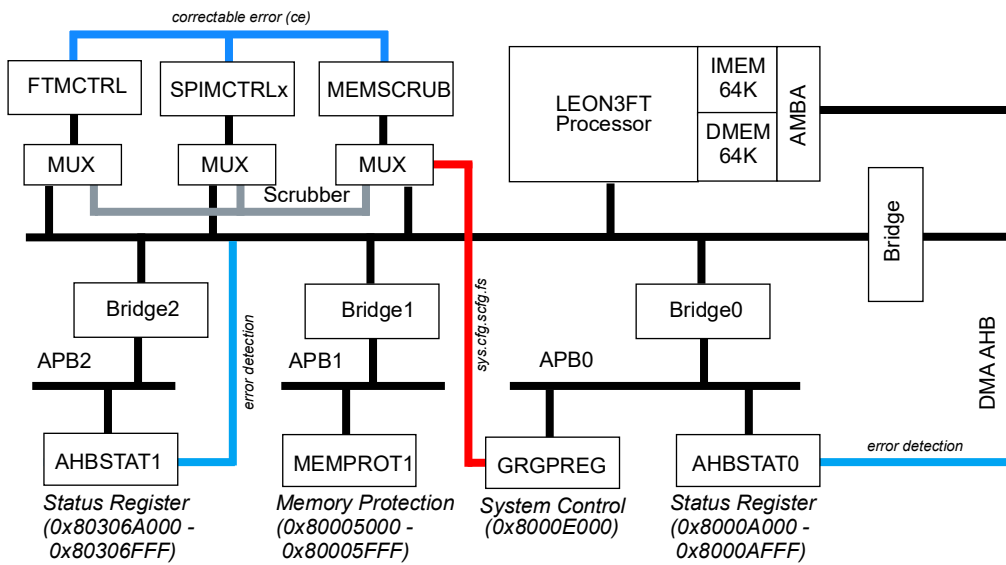 correctable error (ce)
FTMCTRL
SPIMCTRLx
MEMSCRUB
MUX
MUX
MUX
Scrubber
LEON3FT
Processor
IMEM
64K
DMEM
64K
AMBA
Bridge
Bridge2
Bridge1
Bridge0
error detection
sys.cfg.scfg.fs
APB2
APB1
APB0
DMA AHB
AHBSTAT1
MEMPROT1
GRGPREG
AHBSTAT0
error detection
Status Register
(0x80306A000 -
0x80306FFF)
Memory Protection
(0x80005000 -
0x80005FFF)
System Control
(0x8000E000)
Status Register
(0x8000A000 -
0x8000AFFF)